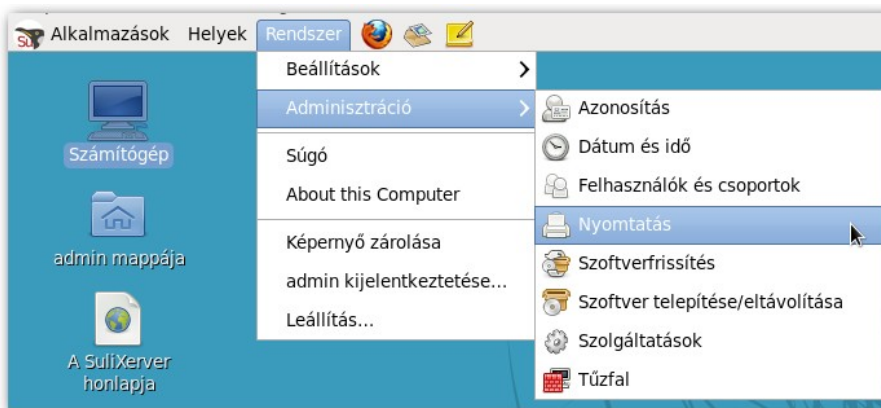 Alkalmazások Helyek Rendszer
Beállítások
Adminisztráció
Súgó
About this Computer
Képernyő zárolása
admin kijelentkeztetése...
Leállítás...
Azonosítás
Dátum és idő
Felhasználók és csoportok
Nyomtatás
Szoftverfrissítés
Szoftver telepítése/eltávolítása
Szolgáltatások
Tűzfal
Számítógép
admin mappája
A SuliXerver
honlapja